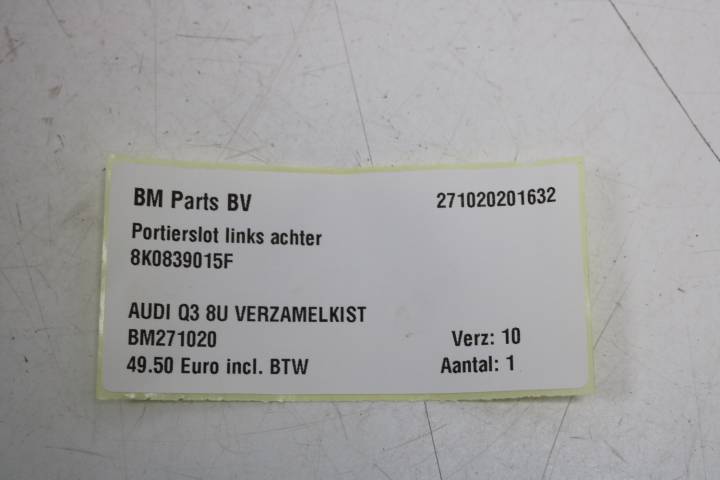 BM Parts BV 271020201632
Portierslot links achter
8K0839015F
AUDI Q3 8U VERZAMELKIST
BM271020 Verz: 10
49.50 Euro incl. BTW Aantal: 1